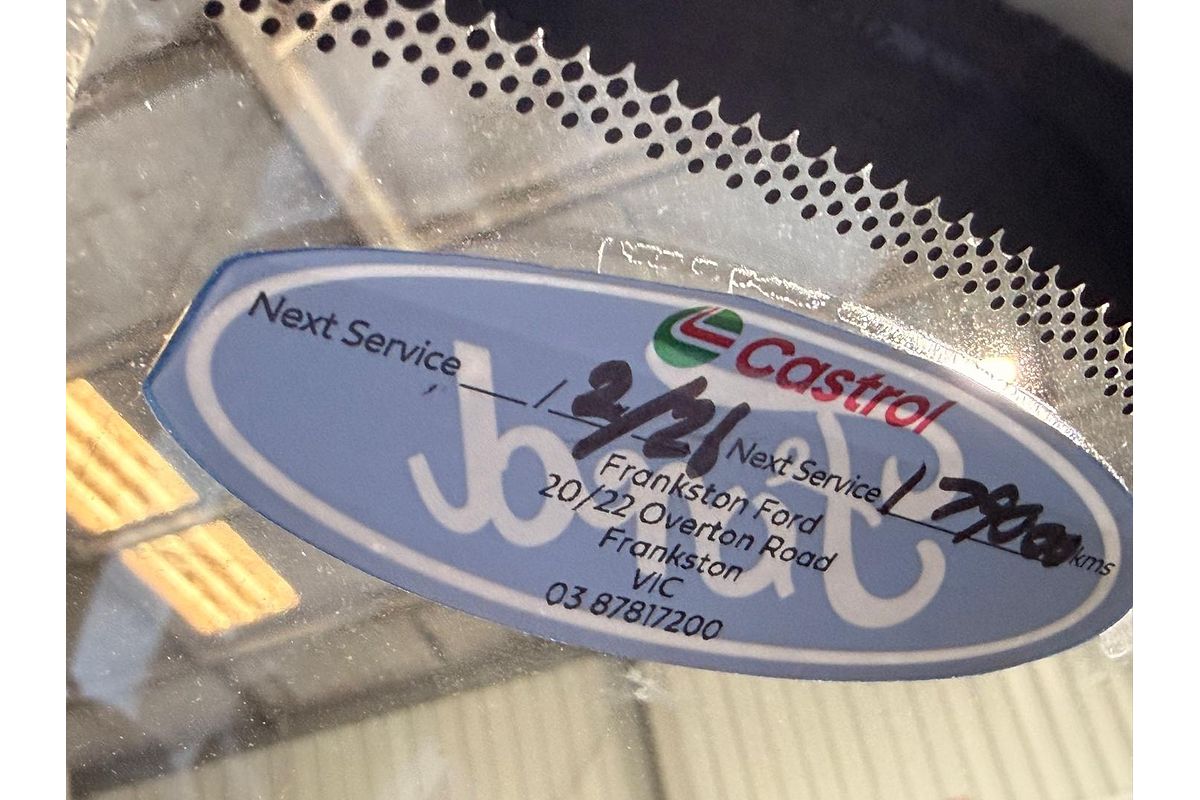 Castrol
Next Service / 2/21 Next Service 179000 kms
Frankston Ford
20/22 Overton Road
Frankston
VIC
03 87817200
Ford